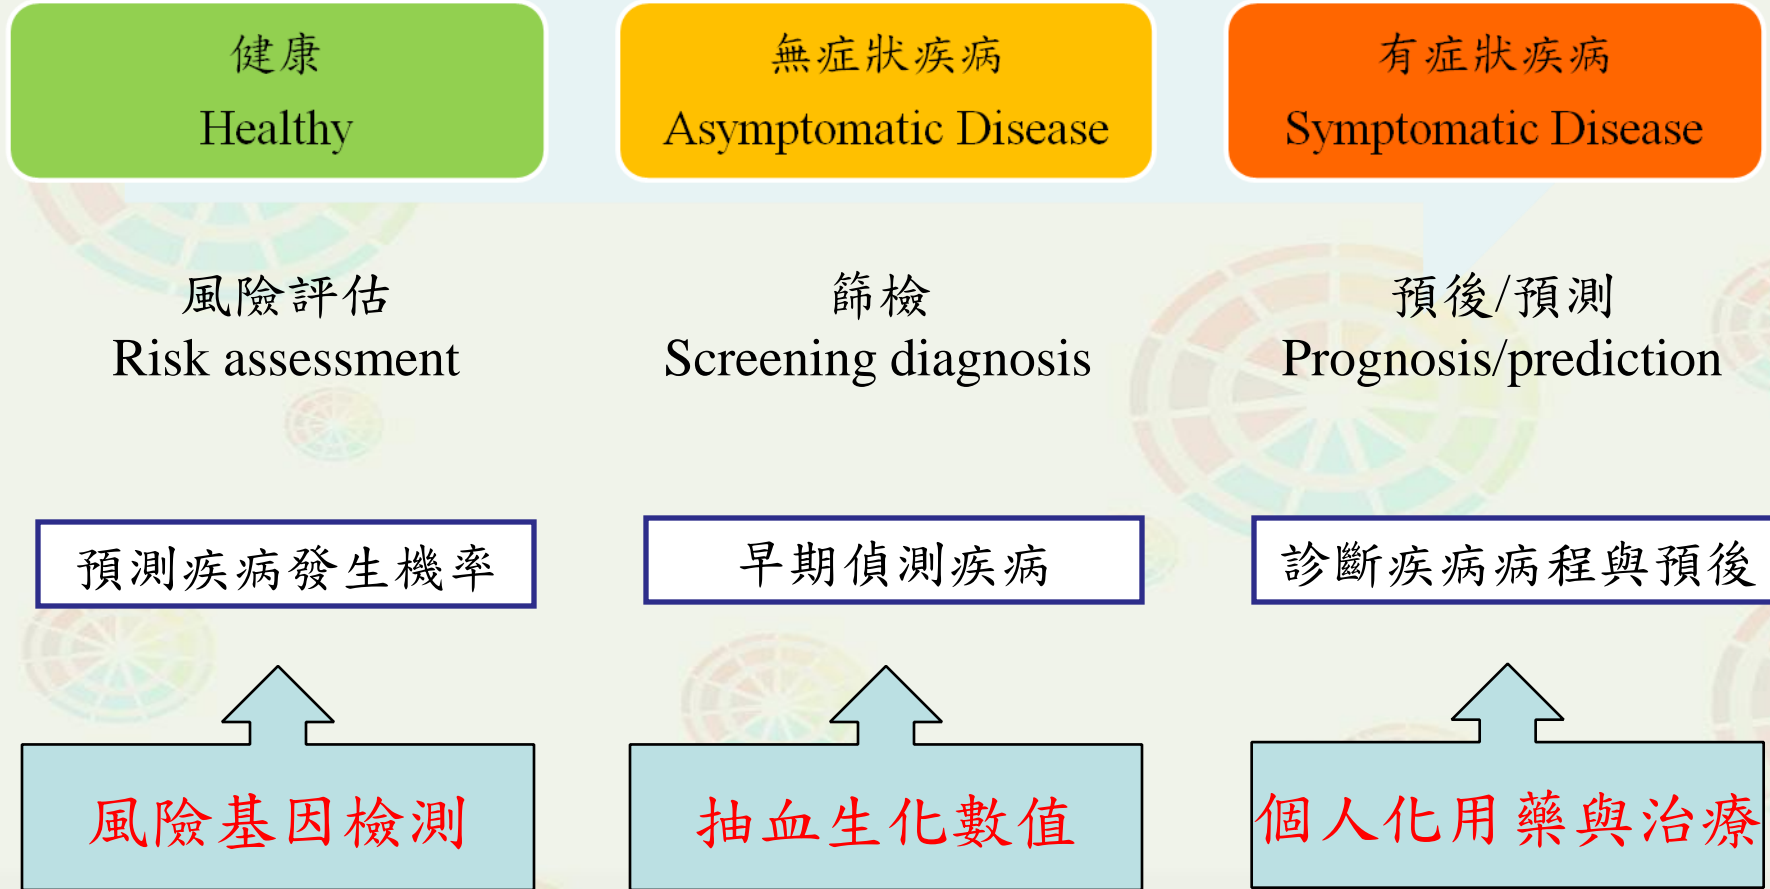 健康
Healthy
無症狀疾病
Asymptomatic Disease
有症狀疾病
Symptomatic Disease
風險評估
Risk assessment
篩檢
Screening diagnosis
預後/預測
Prognosis/prediction
預測疾病發生機率
早期偵測疾病
診斷疾病病程與預後
風險基因檢測
抽血生化數值
個人化用藥與治療